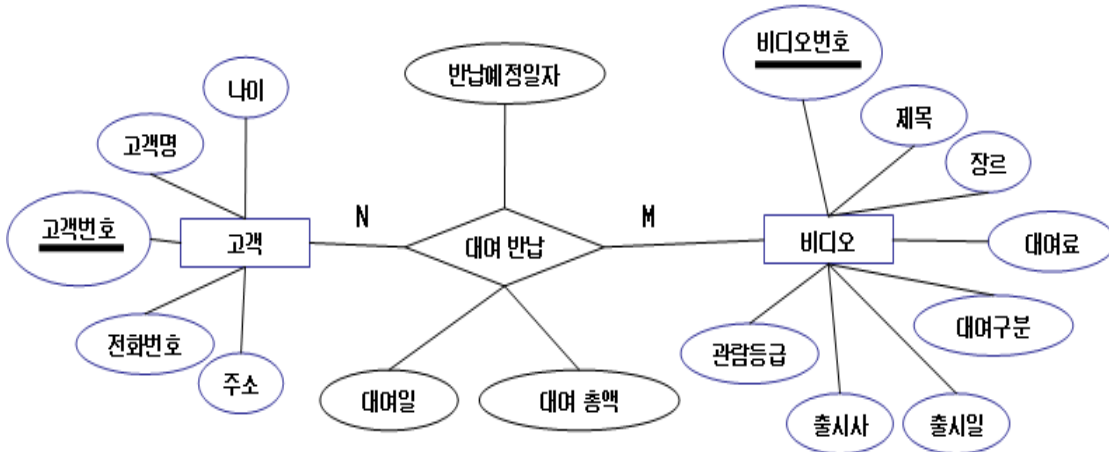 비디오번호
반납예정일자
나이
제목
고객명
장르
고객번호
고객
N
대여 반납
M
비디오
대여료
전화번호
주소
관람등급
대여구분
대여일
대여 총액
출시사
출시일